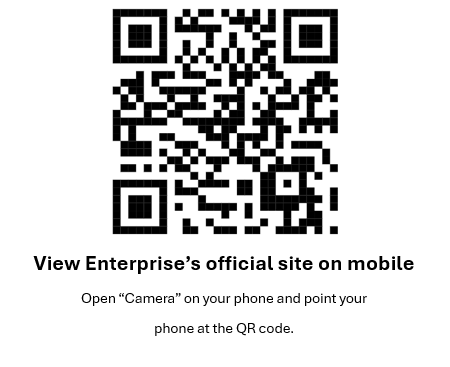 View Enterprise’s official site on mobile
Open “Camera” on your phone and point your
phone at the QR code.